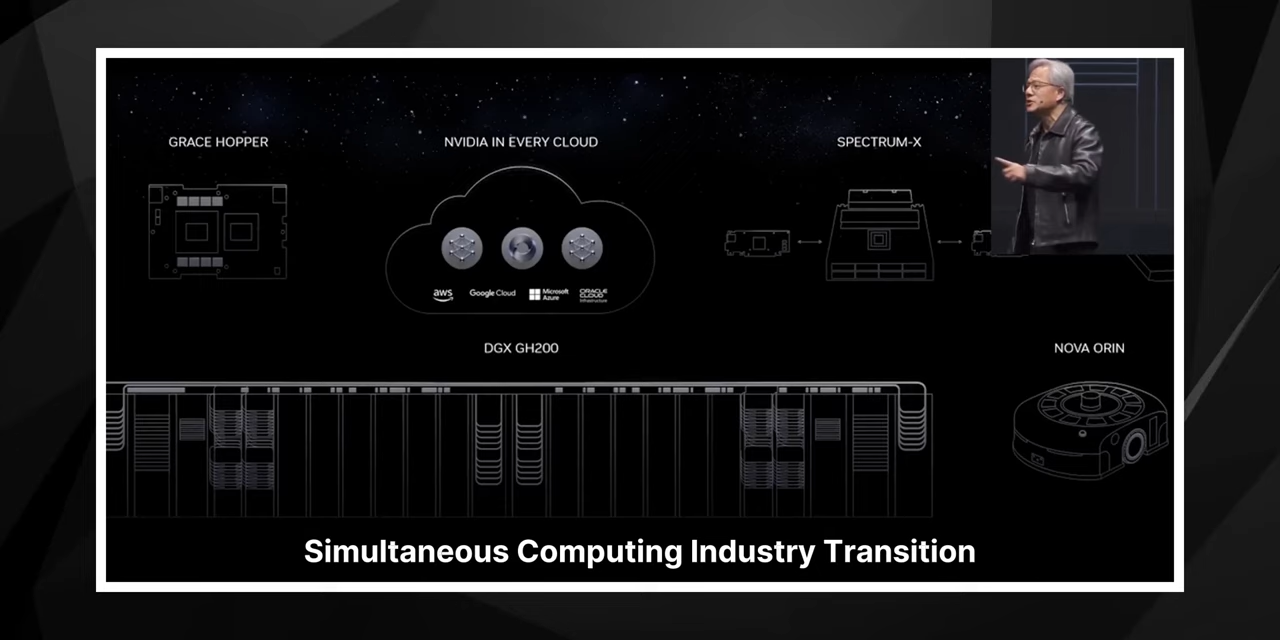 GRACE HOPPER
NVIDIA IN EVERY CLOUD
SPECTRUM-X
aws
Google Cloud
Microsoft
Azure
ORACLE
CLOUD
Infrastructure
DGX GH200
NOVA ORIN
Simultaneous Computing Industry Transition